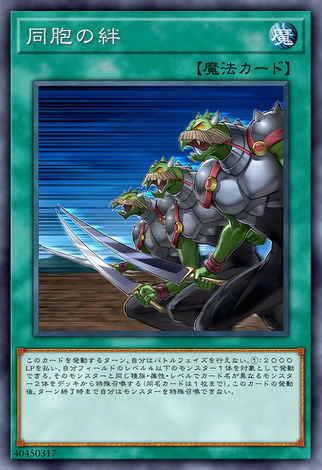 同胞の絆
魔
【魔法カード】
このカードを発動するターン、自分はバトルフェイズを行えない。①:2000
LPを払い、自分フィールドのレベル4以下のモンスター1体を対象として発動
できる。そのモンスターと同じ種族・属性・レベルでカード名が異なるモンスタ
ー2体をデッキから特殊召喚する(同名カードは1枚まで)。このカードの発動
後、ターン終了時まで自分はモンスターを特殊召喚できない。
40450317